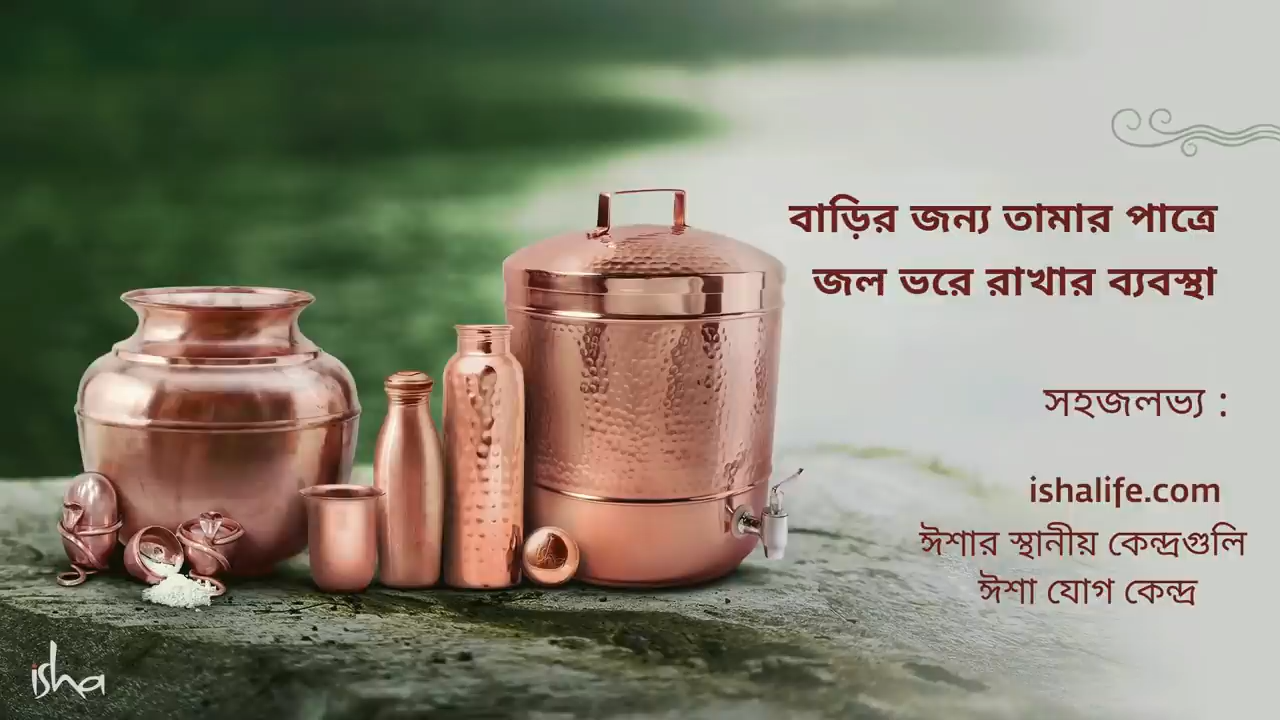 বাড়ির জন্য তামার পাত্রে
জল ভরে রাখার ব্যবস্থা
সহজলভ্য :
ishalife.com
ঈশার স্থানীয় কেন্দ্রগুলি
ঈশা যোগ কেন্দ্র
isha